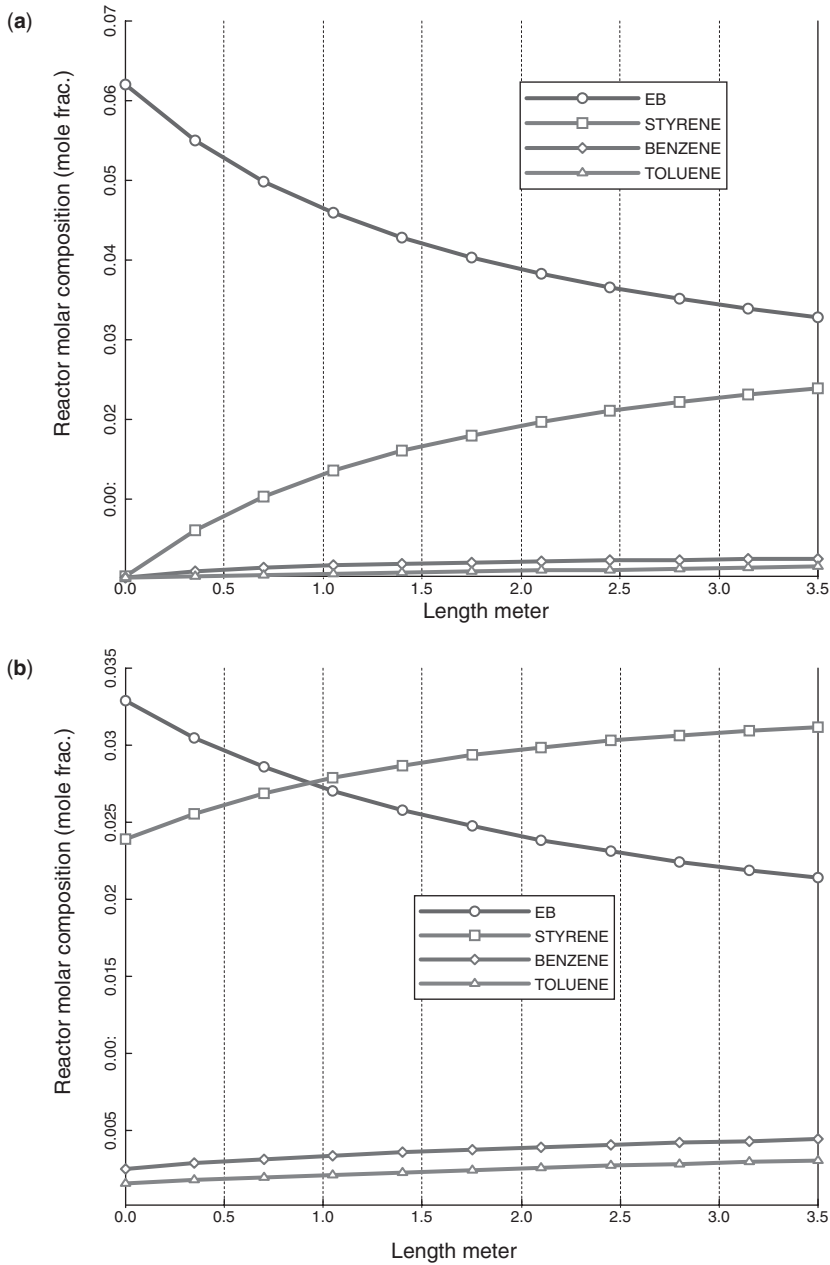 (a)
Reactor molar composition (mole frac.)
0.07
0.06
0.05
0.04
0.03
0.02
0.00:
EB
STYRENE
BENZENE
TOLUENE
0.0 0.5 1.0 1.5 2.0 2.5 3.0 3.5
Length meter
(b)
Reactor molar composition (mole frac.)
0.035
0.03
0.025
0.02
0.015
0.00:
0.005
EB
STYRENE
BENZENE
TOLUENE
0.0 0.5 1.0 1.5 2.0 2.5 3.0 3.5
Length meter